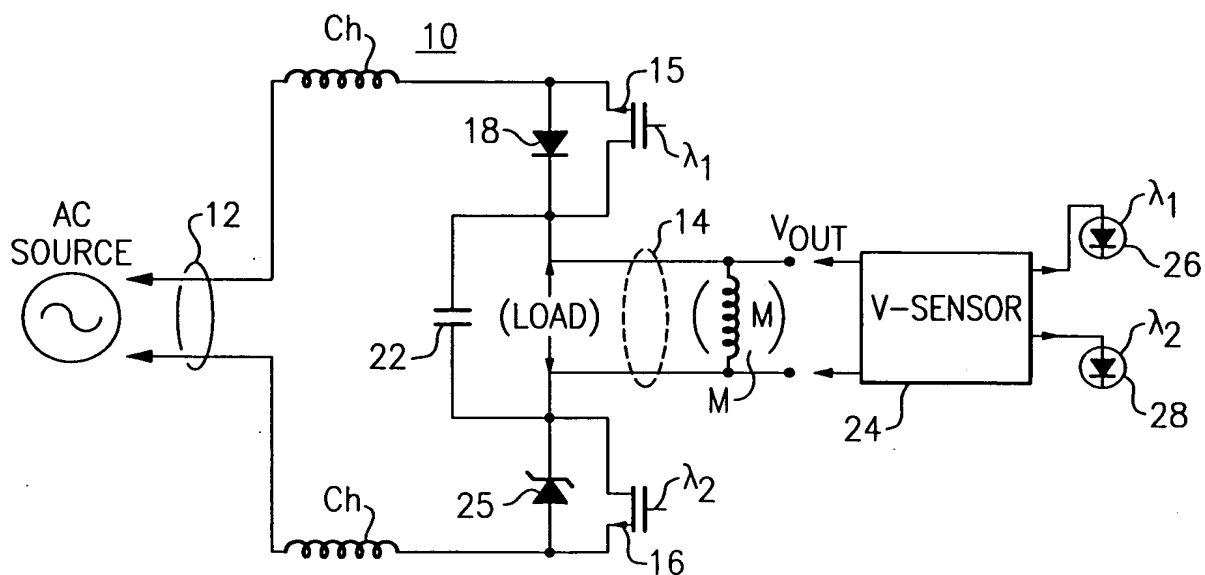 Ch
10
15
18
λ1
AC
SOURCE
12
14
VOUT
λ1
26
(LOAD)
(M)
V-SENSOR
22
M
λ2
24
28
Ch
25
λ2
16